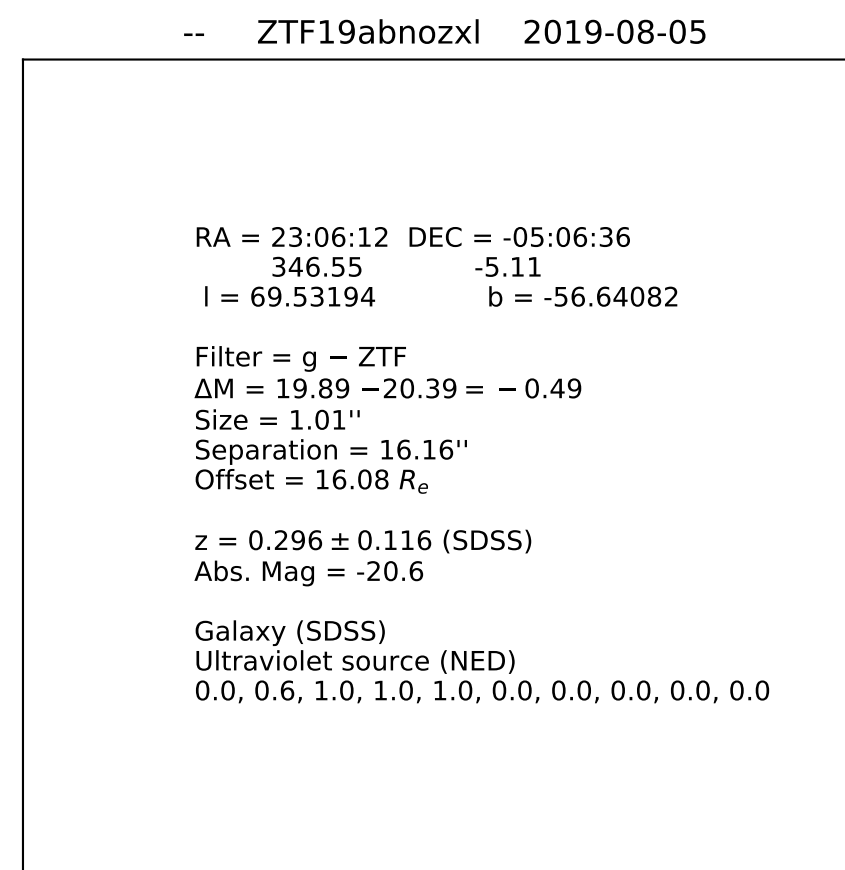 -- ZTF19abnozxl 2019-08-05
RA = 23:06:12 DEC = -05:06:36
346.55 -5.11
l = 69.53194 b = -56.64082
Filter = g − ZTF
ΔM = 19.89 −20.39 = − 0.49
Size = 1.01''
Separation = 16.16''
Offset = 16.08 Rₑ
z = 0.296 ± 0.116 (SDSS)
Abs. Mag = -20.6
Galaxy (SDSS)
Ultraviolet source (NED)
0.0, 0.6, 1.0, 1.0, 1.0, 0.0, 0.0, 0.0, 0.0, 0.0